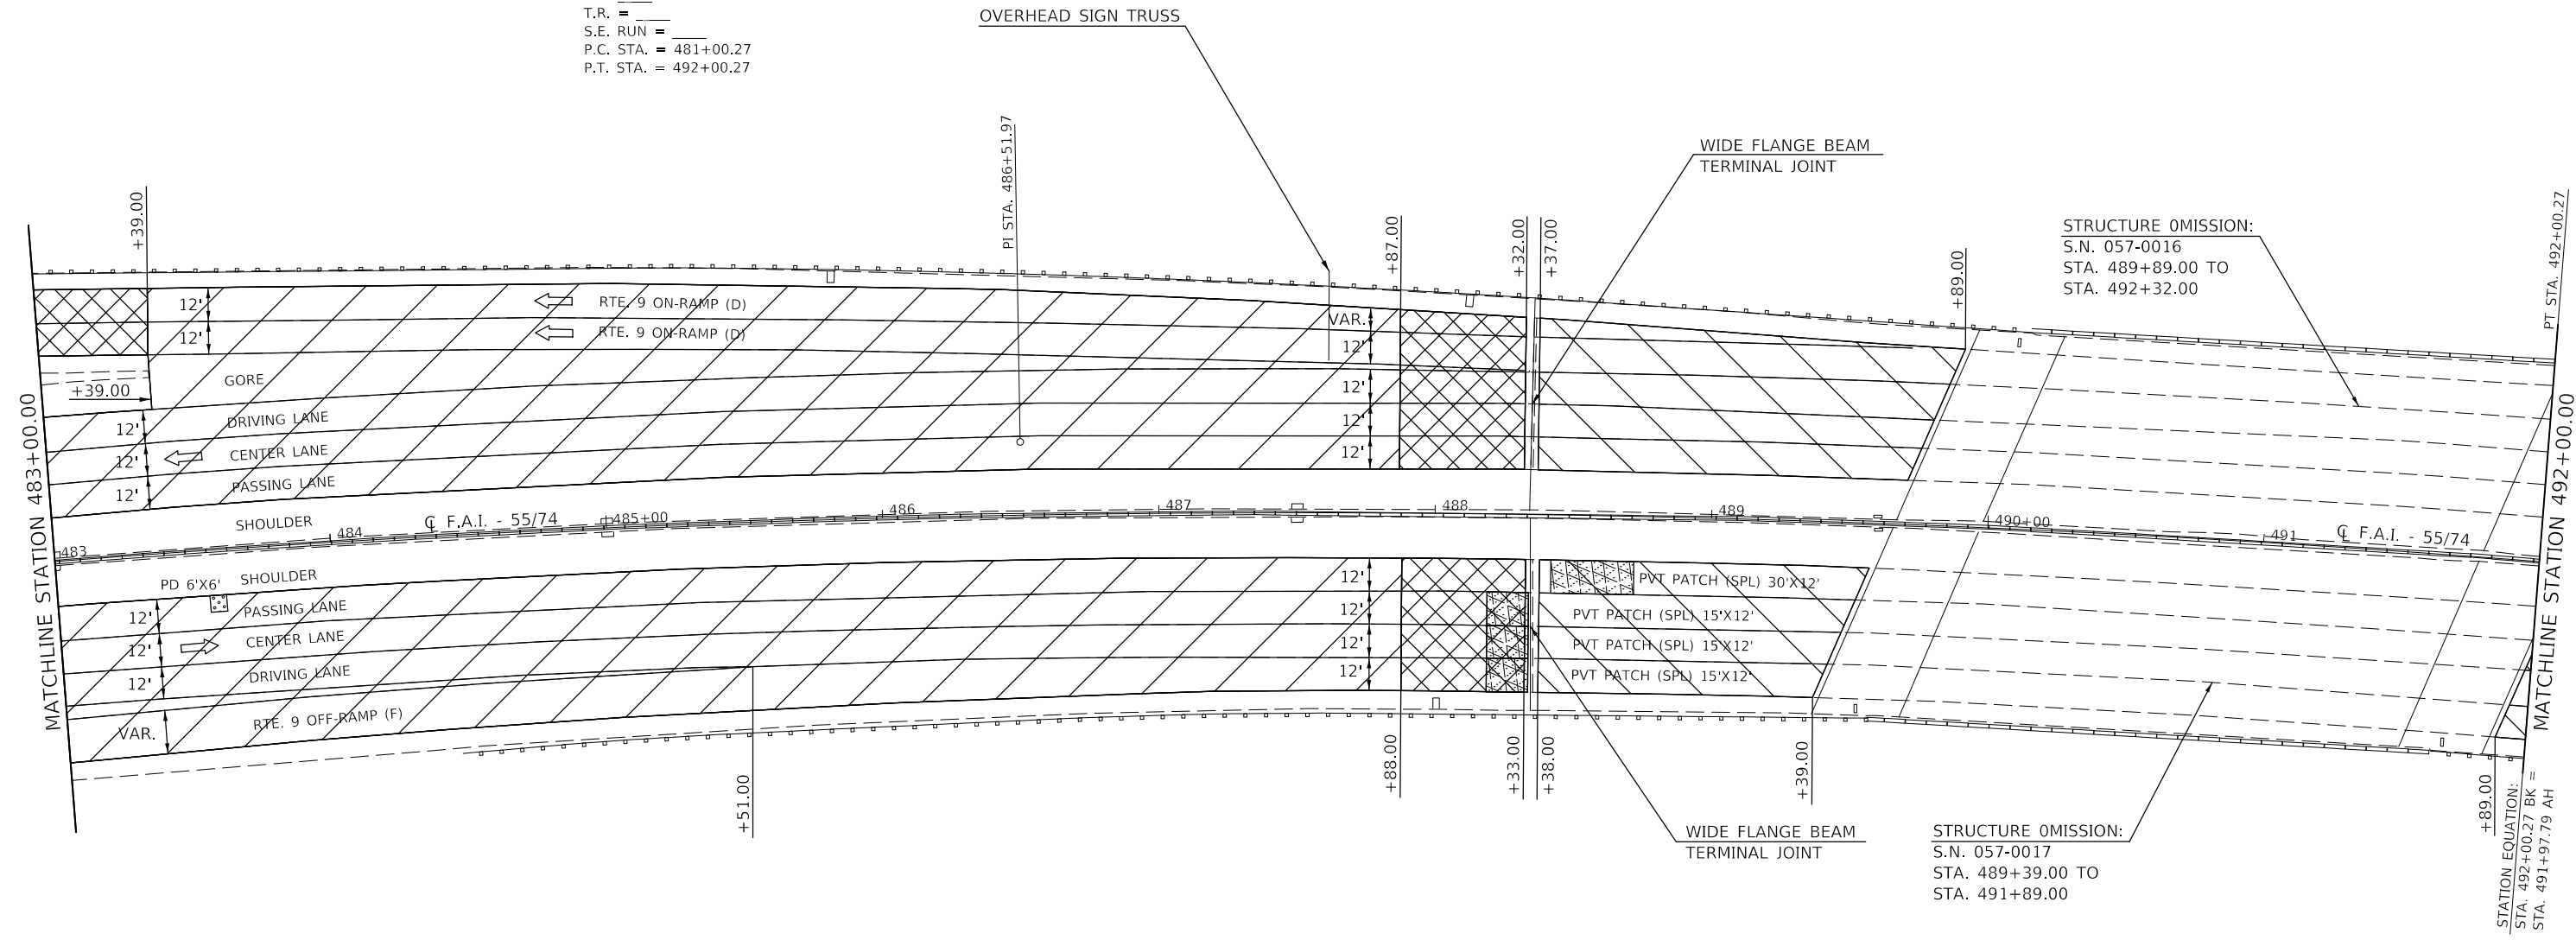 T.R. = ____
S.E. RUN = ____
P.C. STA. = 481+00.27
P.T. STA. = 492+00.27
OVERHEAD SIGN TRUSS
PI STA. 486+51.97
WIDE FLANGE BEAM
TERMINAL JOINT
STRUCTURE 0MISSION:
S.N. 057-0016
STA. 489+89.00 TO
STA. 492+32.00
PT STA. 492+00.27
+39.00
+87.00
+32.00
+37.00
+89.00
MATCHLINE STATION 483+00.00
12'
12'
RTE. 9 ON-RAMP (D)
RTE. 9 ON-RAMP (D)
VAR.
12'
12'
12'
12'
GORE
+39.00
DRIVING LANE
12'
CENTER LANE
12'
PASSING LANE
12'
SHOULDER
483
484
℄ F.A.I. - 55/74
485+00
486
487
488
489
490+00
491
℄ F.A.I. - 55/74
MATCHLINE STATION 492+00.00
PD 6'X6'
SHOULDER
PASSING LANE
12'
CENTER LANE
12'
DRIVING LANE
12'
RTE. 9 OFF-RAMP (F)
VAR.
12'
12'
12'
12'
PVT PATCH (SPL) 30'X12'
PVT PATCH (SPL) 15'X12'
PVT PATCH (SPL) 15'X12'
PVT PATCH (SPL) 15'X12'
+51.00
+88.00
+33.00
+38.00
+39.00
+89.00
WIDE FLANGE BEAM
TERMINAL JOINT
STRUCTURE 0MISSION:
S.N. 057-0017
STA. 489+39.00 TO
STA. 491+89.00
STATION EQUATION:
STA. 492+00.27 BK =
STA. 491+97.79 AH